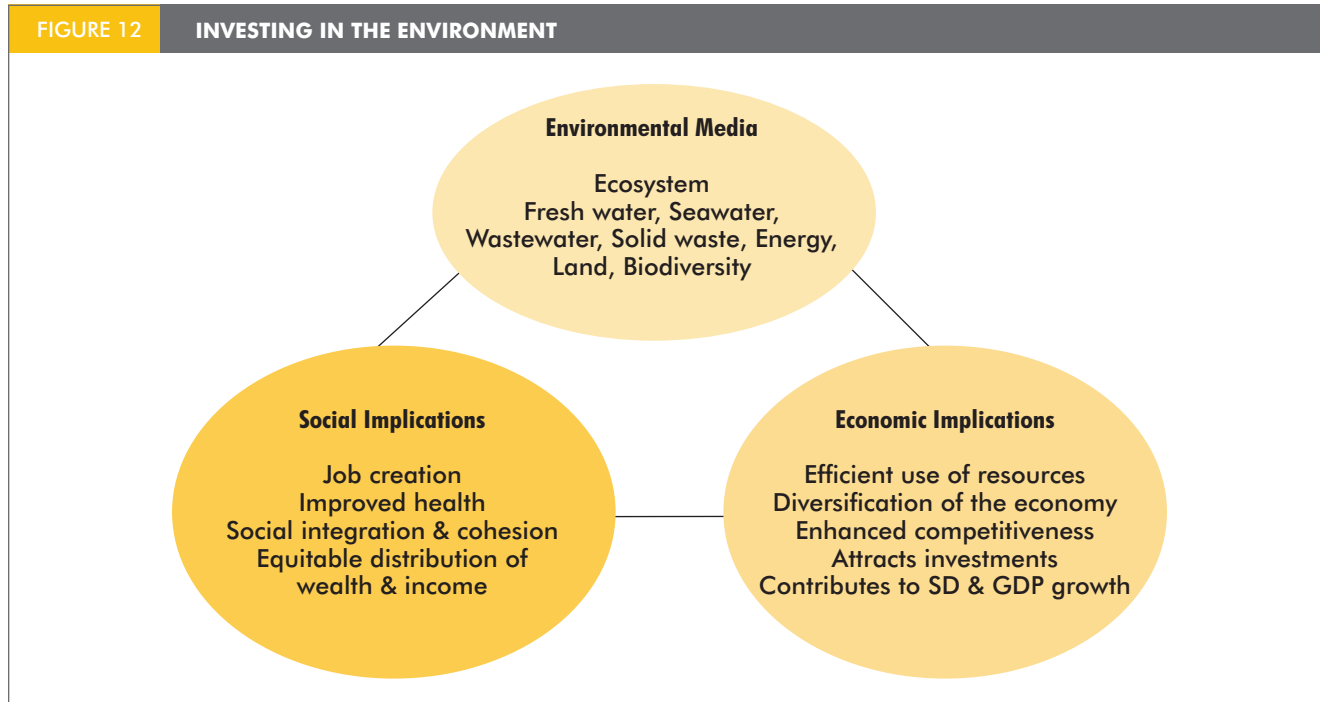 FIGURE 12 INVESTING IN THE ENVIRONMENT
Environmental Media
Ecosystem
Fresh water, Seawater,
Wastewater, Solid waste, Energy,
Land, Biodiversity
Social Implications
Job creation
Improved health
Social integration & cohesion
Equitable distribution of
wealth & income
Economic Implications
Efficient use of resources
Diversification of the economy
Enhanced competitiveness
Attracts investments
Contributes to SD & GDP growth